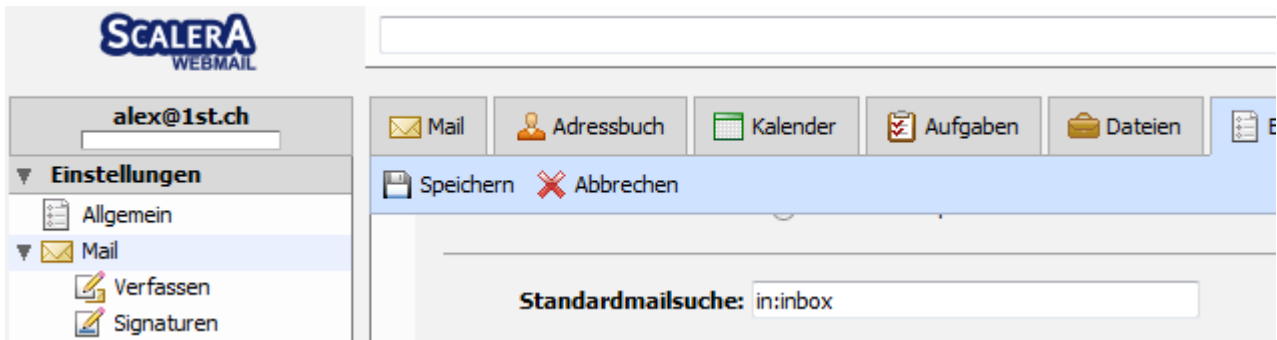 SCALERA
WEBMAIL
alex@1st.ch
Mail
Adressbuch
Kalender
Aufgaben
Dateien
Speichern
Abbrechen
Einstellungen
Allgemein
Mail
Verfassen
Signaturen
Standardmailsuche: in:inbox